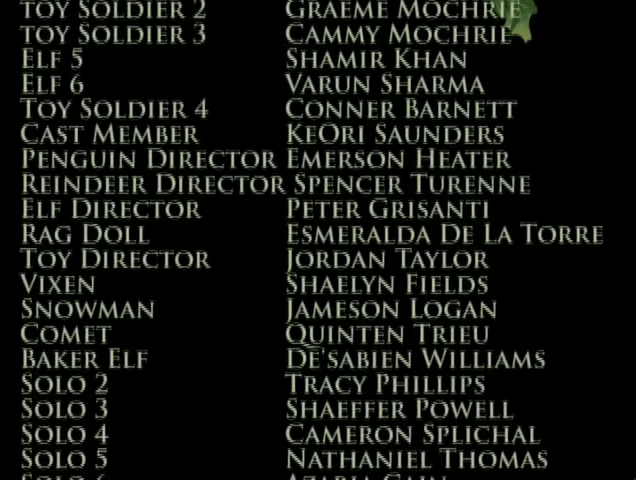 Toy Soldier 2 Graeme Mochrie
Toy Soldier 3 Cammy Mochrie
Elf 5 Shamir Khan
Elf 6 Varun Sharma
Toy Soldier 4 Conner Barnett
Cast Member KeOri Saunders
Penguin Director Emerson Heater
Reindeer Director Spencer Turenne
Elf Director Peter Grisanti
Rag Doll Esmeralda De La Torre
Toy Director Jordan Taylor
Vixen Shaelyn Fields
Snowman Jameson Logan
Comet Quinten Trieu
Baker Elf De'sabien Williams
Solo 2 Tracy Phillips
Solo 3 Shaeffer Powell
Solo 4 Cameron Splichal
Solo 5 Nathaniel Thomas
Solo 6